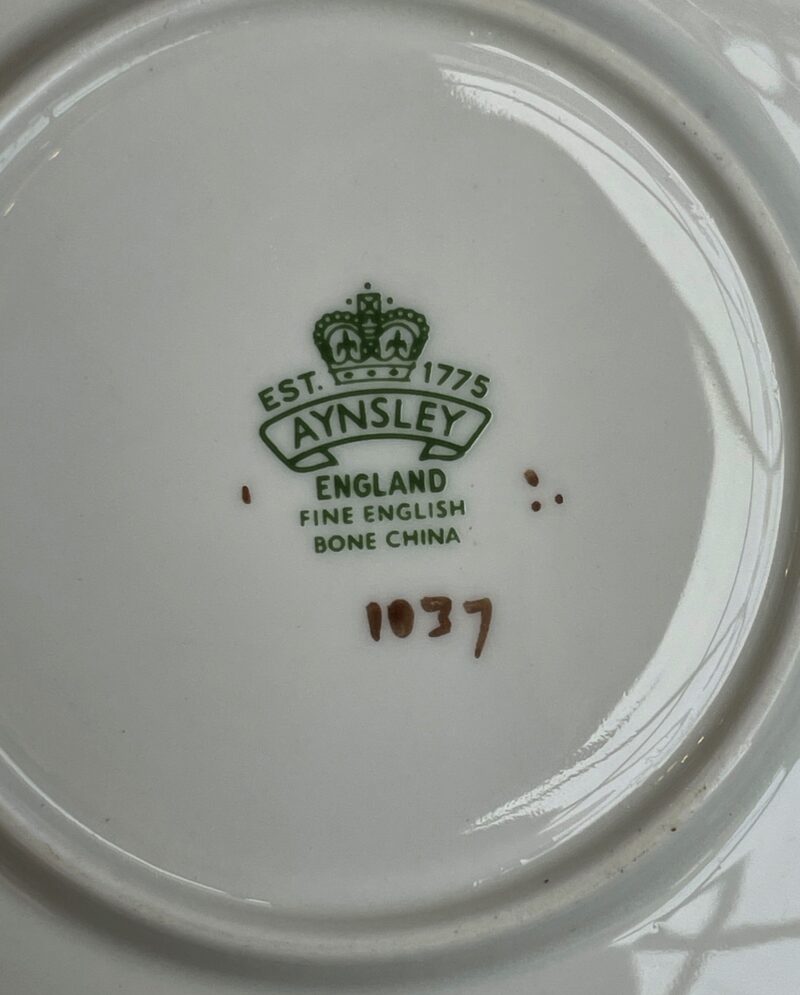 EST. 1775
AYNSLEY
ENGLAND
FINE ENGLISH
BONE CHINA
1037